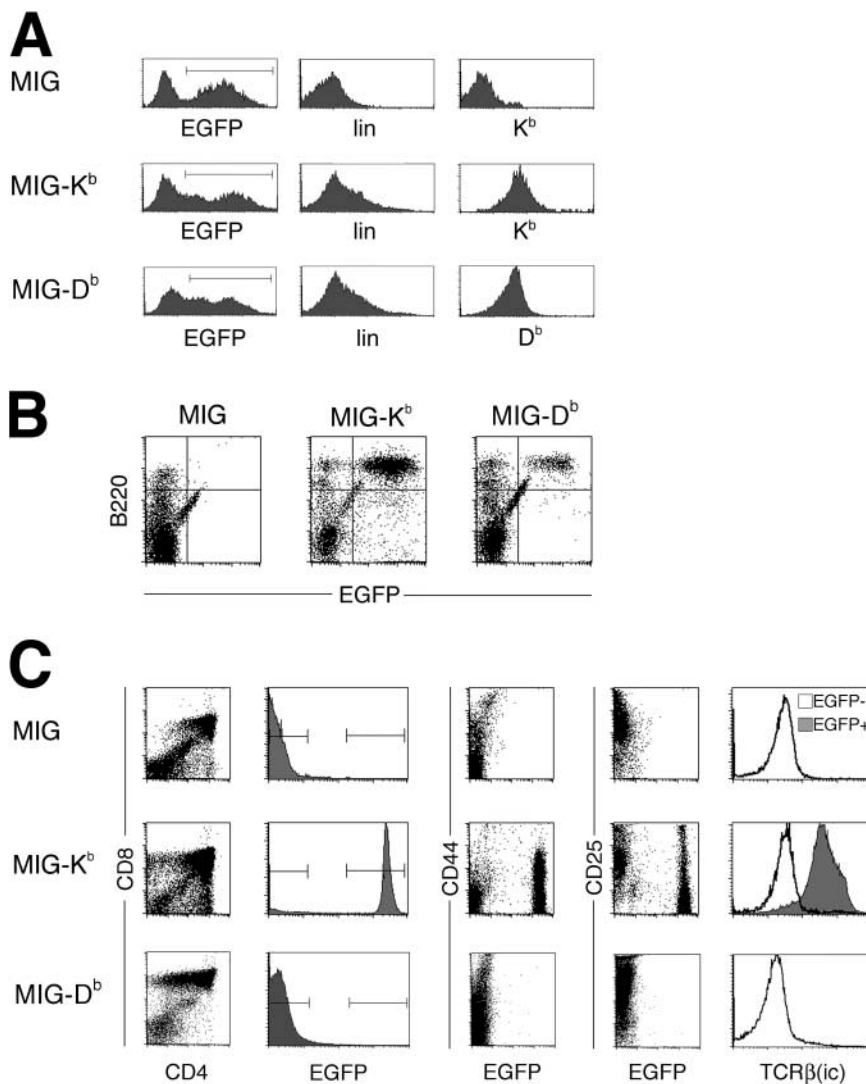 A
MIG
EGFP lin Kᵇ
MIG-Kᵇ
EGFP lin Kᵇ
MIG-Dᵇ
EGFP lin Dᵇ
B
MIG MIG-Kᵇ MIG-Dᵇ
B220
EGFP
C
MIG
EGFP-
EGFP+
MIG-Kᵇ
CD8
CD44
CD25
MIG-Dᵇ
CD4 EGFP EGFP EGFP TCRβ(ic)